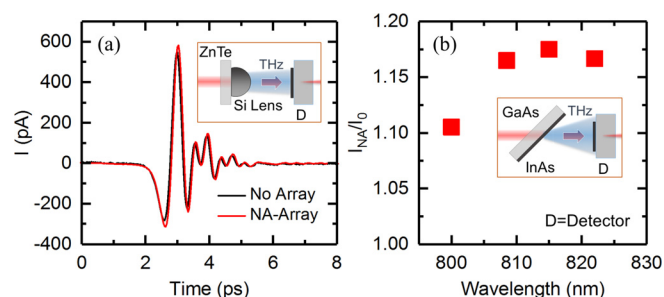 (a)
ZnTe
THz
Si Lens
D
No Array
NA-Array
I (pA)
600
400
200
0
-200
-400
0 2 4 6 8
Time (ps)
(b)
GaAs
THz
InAs
D
D=Detector
I_NA/I_0
1.20
1.15
1.10
1.05
1.00
800 810 820 830
Wavelength (nm)